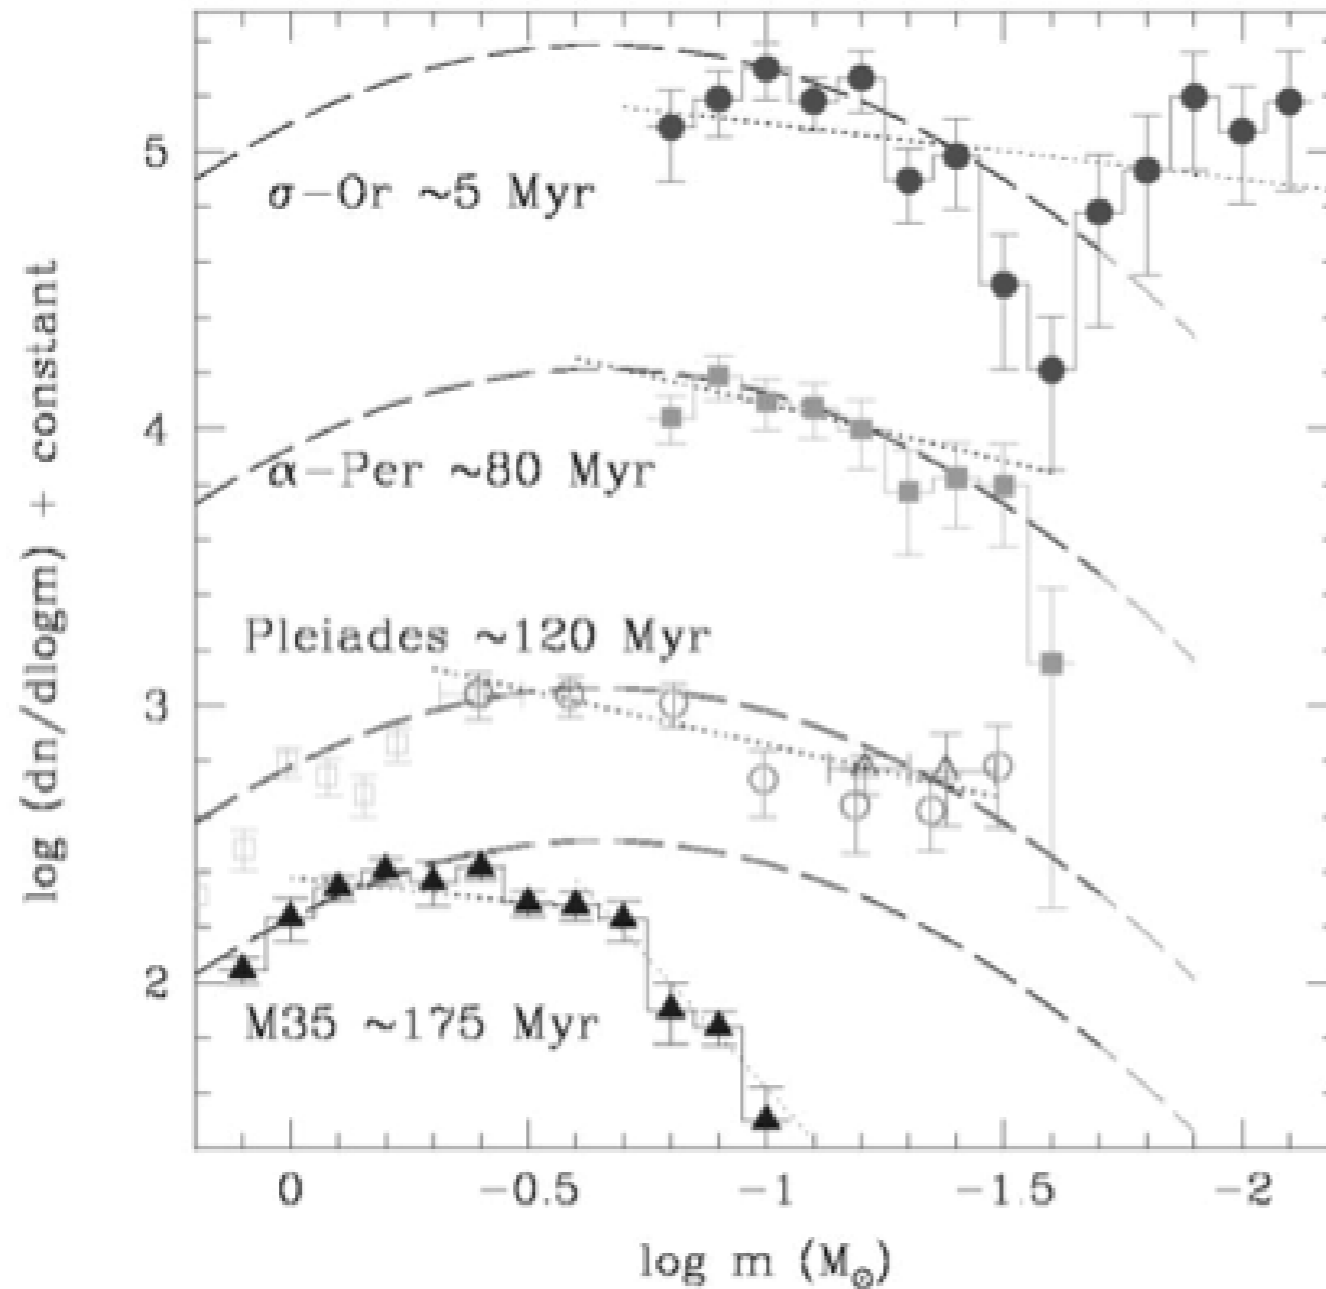 log (dn/dlogm) + constant
5
σ-Or ~5 Myr
4
α-Per ~80 Myr
Pleiades ~120 Myr
3
2
M35 ~175 Myr
0 -0.5 -1 -1.5 -2
log m (M⊙)